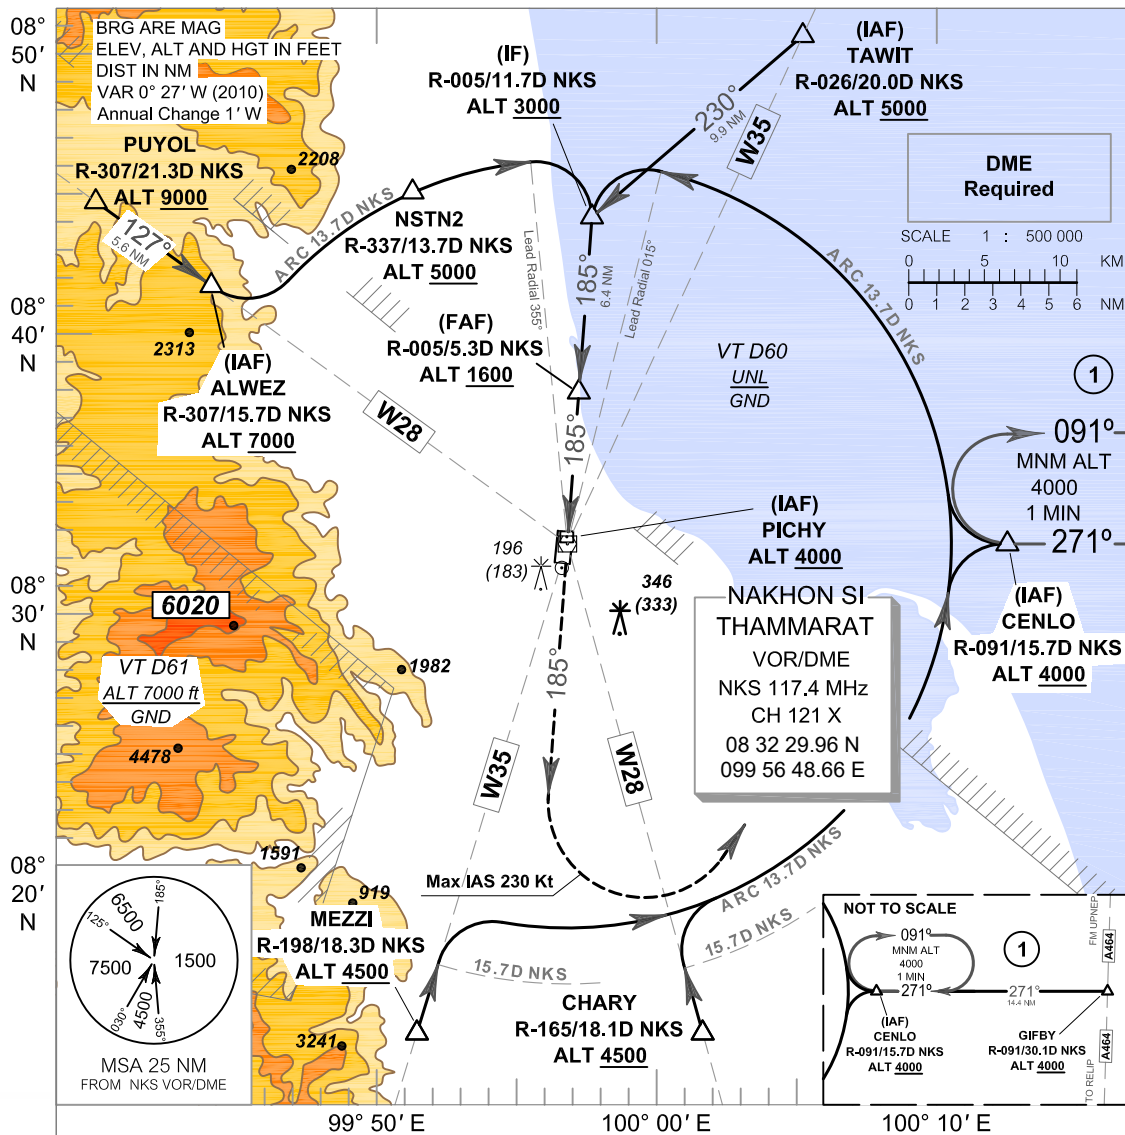 08°
50′
N
BRG ARE MAG
ELEV, ALT AND HGT IN FEET
DIST IN NM
VAR 0° 27′ W (2010)
Annual Change 1′ W
PUYOL
R-307/21.3D NKS
ALT 9000
2208
127°
5.6 NM
(IF)
R-005/11.7D NKS
ALT 3000
(IAF)
TAWIT
R-026/20.0D NKS
ALT 5000
230°
9.9 NM
W35
DME
Required
SCALE 1 : 500 000
0 5 10 KM
0 1 2 3 4 5 6 NM
ARC 13.7D NKS
NSTN2
R-337/13.7D NKS
ALT 5000
Lead Radial 355°
185°
6.4 NM
Lead Radial 015°
ARC 13.7D NKS
08°
40′
N
2313
(IAF)
ALWEZ
R-307/15.7D NKS
ALT 7000
(FAF)
R-005/5.3D NKS
ALT 1600
VT D60
UNL
GND
1
W28
185°
091°
MNM ALT
4000
1 MIN
271°
(IAF)
PICHY
ALT 4000
196
(183)
346
(333)
08°
30′
N
6020
VT D61
ALT 7000 ft
GND
1982
4478
NAKHON SI
THAMMARAT
VOR/DME
NKS 117.4 MHz
CH 121 X
08 32 29.96 N
099 56 48.66 E
(IAF)
CENLO
R-091/15.7D NKS
ALT 4000
185°
W35
W28
08°
20′
N
1591
919
Max IAS 230 Kt
ARC 13.7D NKS
MEZZI
R-198/18.3D NKS
ALT 4500
15.7D NKS
15.7D NKS
CHARY
R-165/18.1D NKS
ALT 4500
3241
6500
185°
125°
7500
1500
030°
4500
355°
MSA 25 NM
FROM NKS VOR/DME
NOT TO SCALE
091°
MNM ALT
4000
1 MIN
271°
1
271°
14.4 NM
(IAF)
CENLO
R-091/15.7D NKS
ALT 4000
GIFBY
R-091/30.1D NKS
ALT 4000
FM UPNEP
A464
A464
TO RELIP
99° 50′ E
100° 00′ E
100° 10′ E